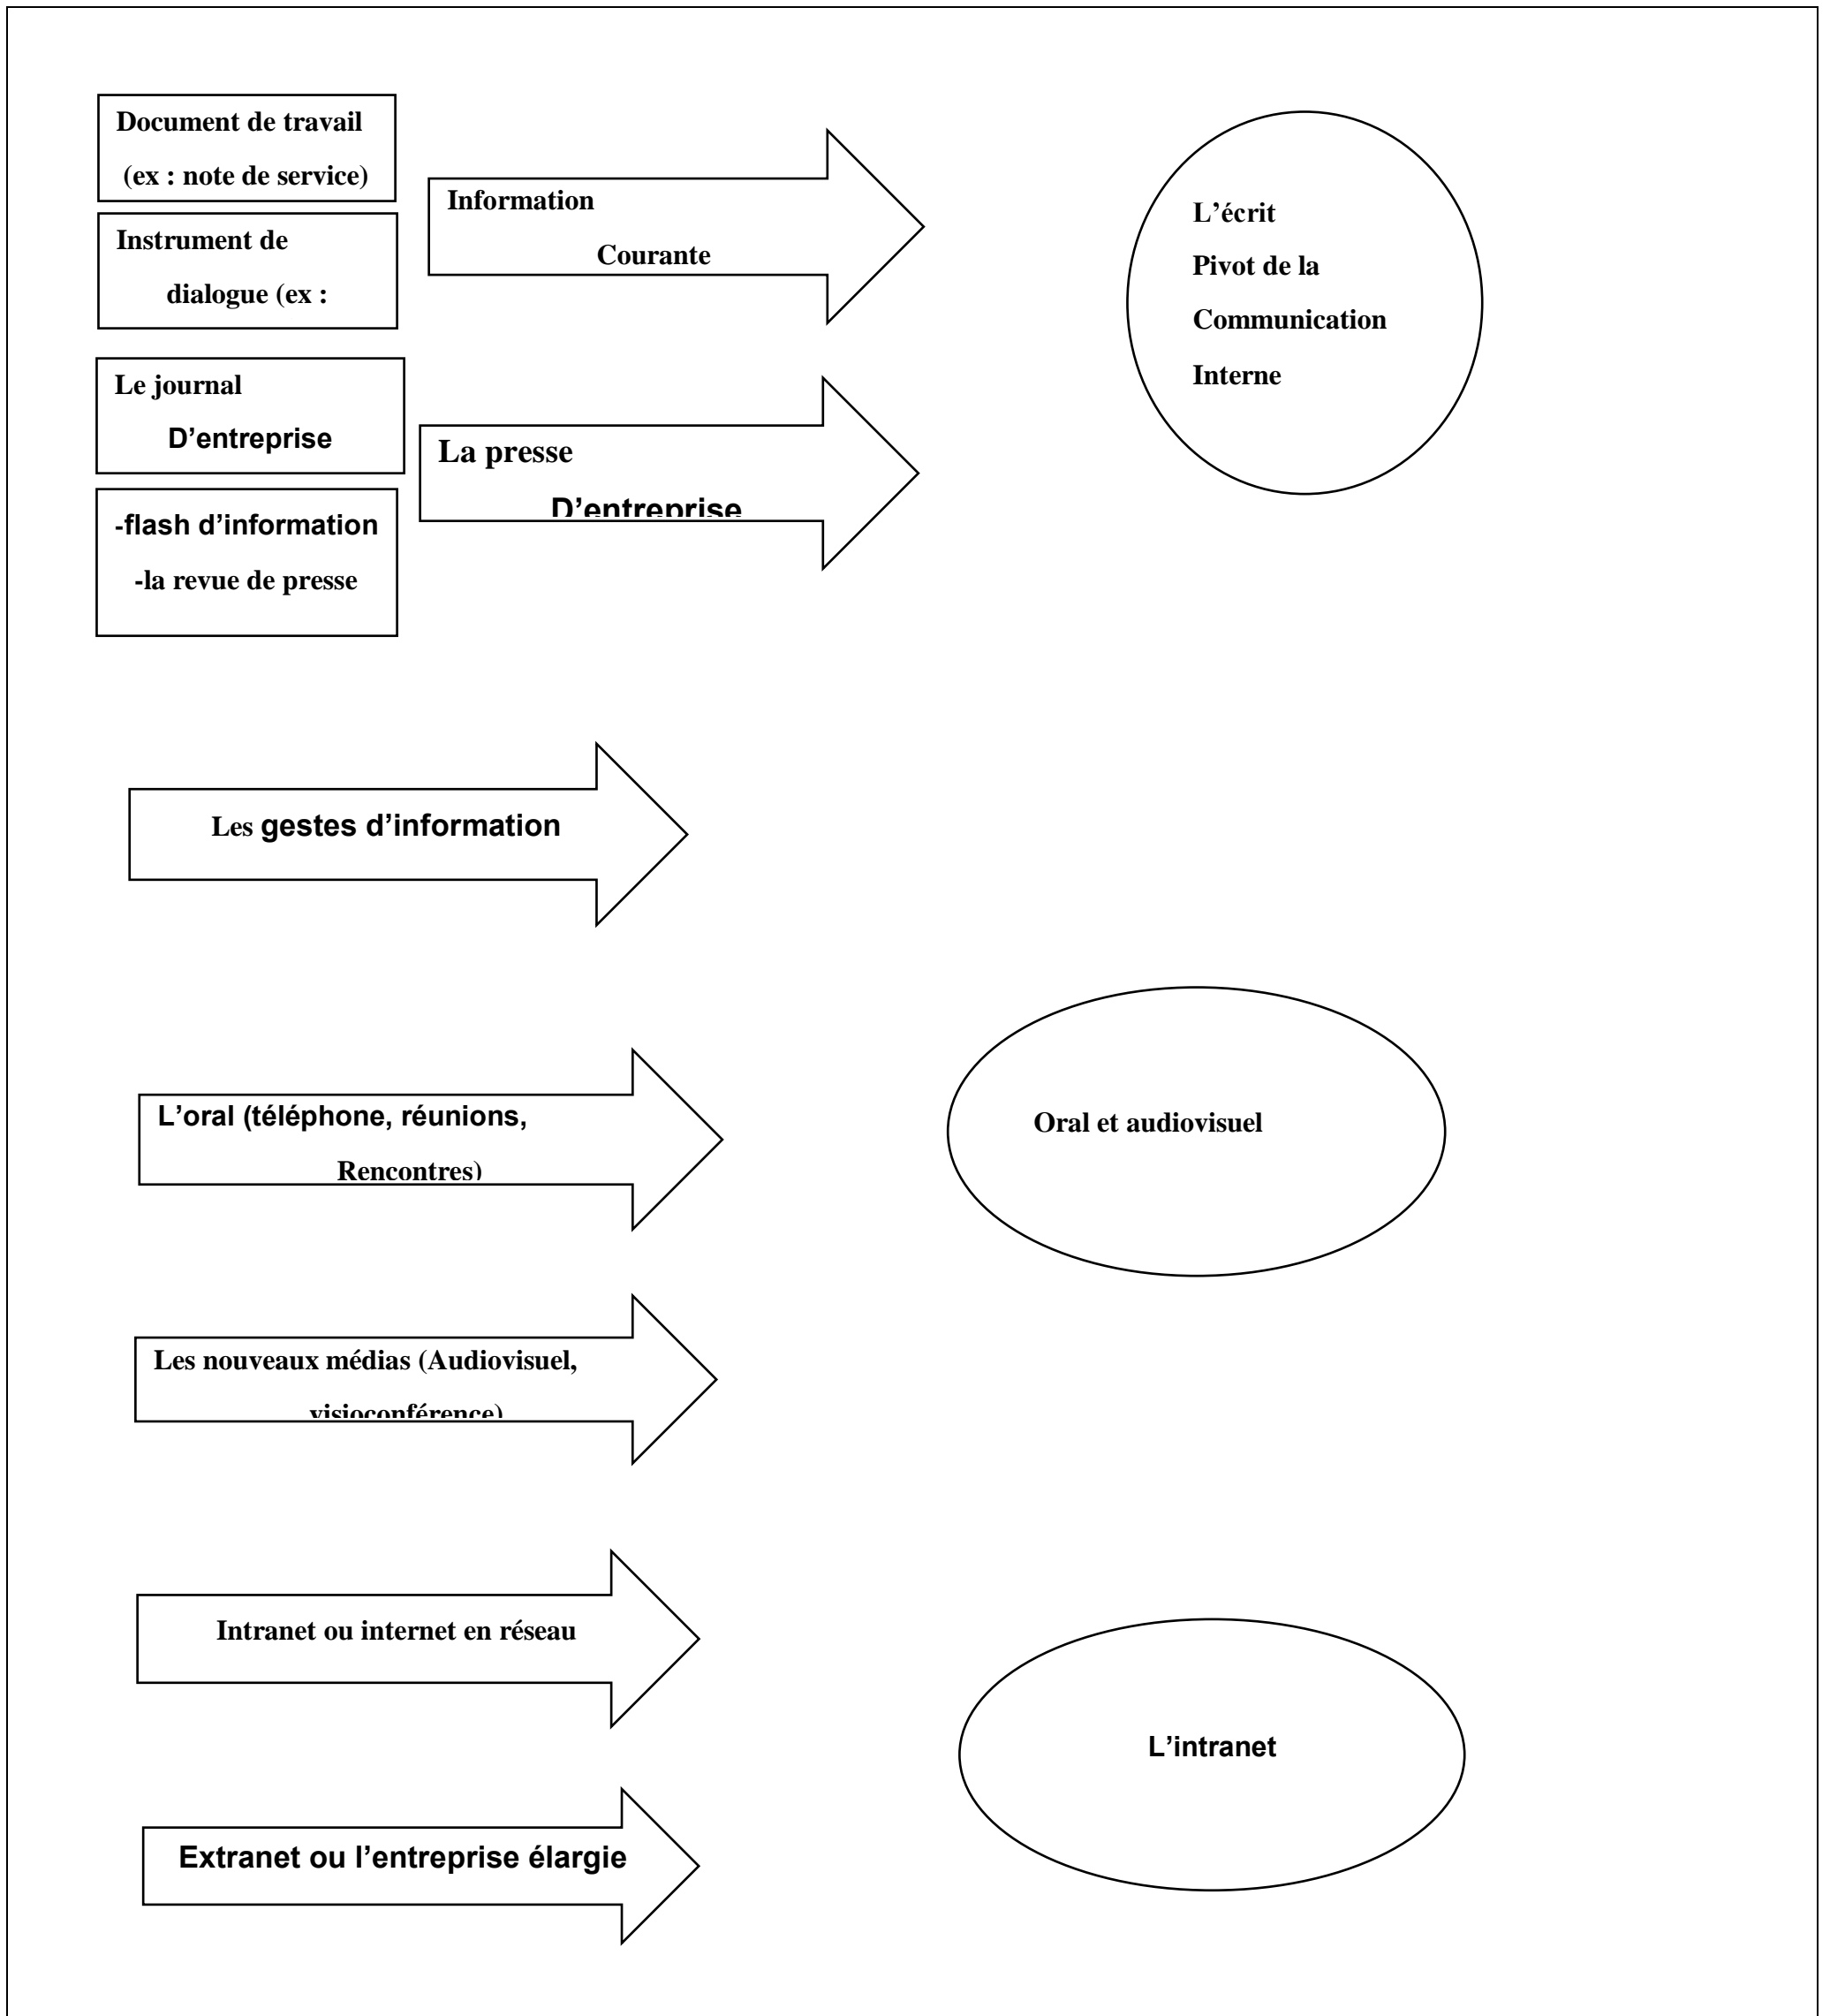 Document de travail
(ex : note de service)
Instrument de
dialogue (ex :
Information
Courante
L’écrit
Pivot de la
Communication
Interne
Le journal
D’entreprise
La presse
D’entreprise
-flash d’information
-la revue de presse
Les gestes d’information
L’oral (téléphone, réunions,
Rencontres)
Oral et audiovisuel
Les nouveaux médias (Audiovisuel,
visioconférence)
Intranet ou internet en réseau
L’intranet
Extranet ou l’entreprise élargie